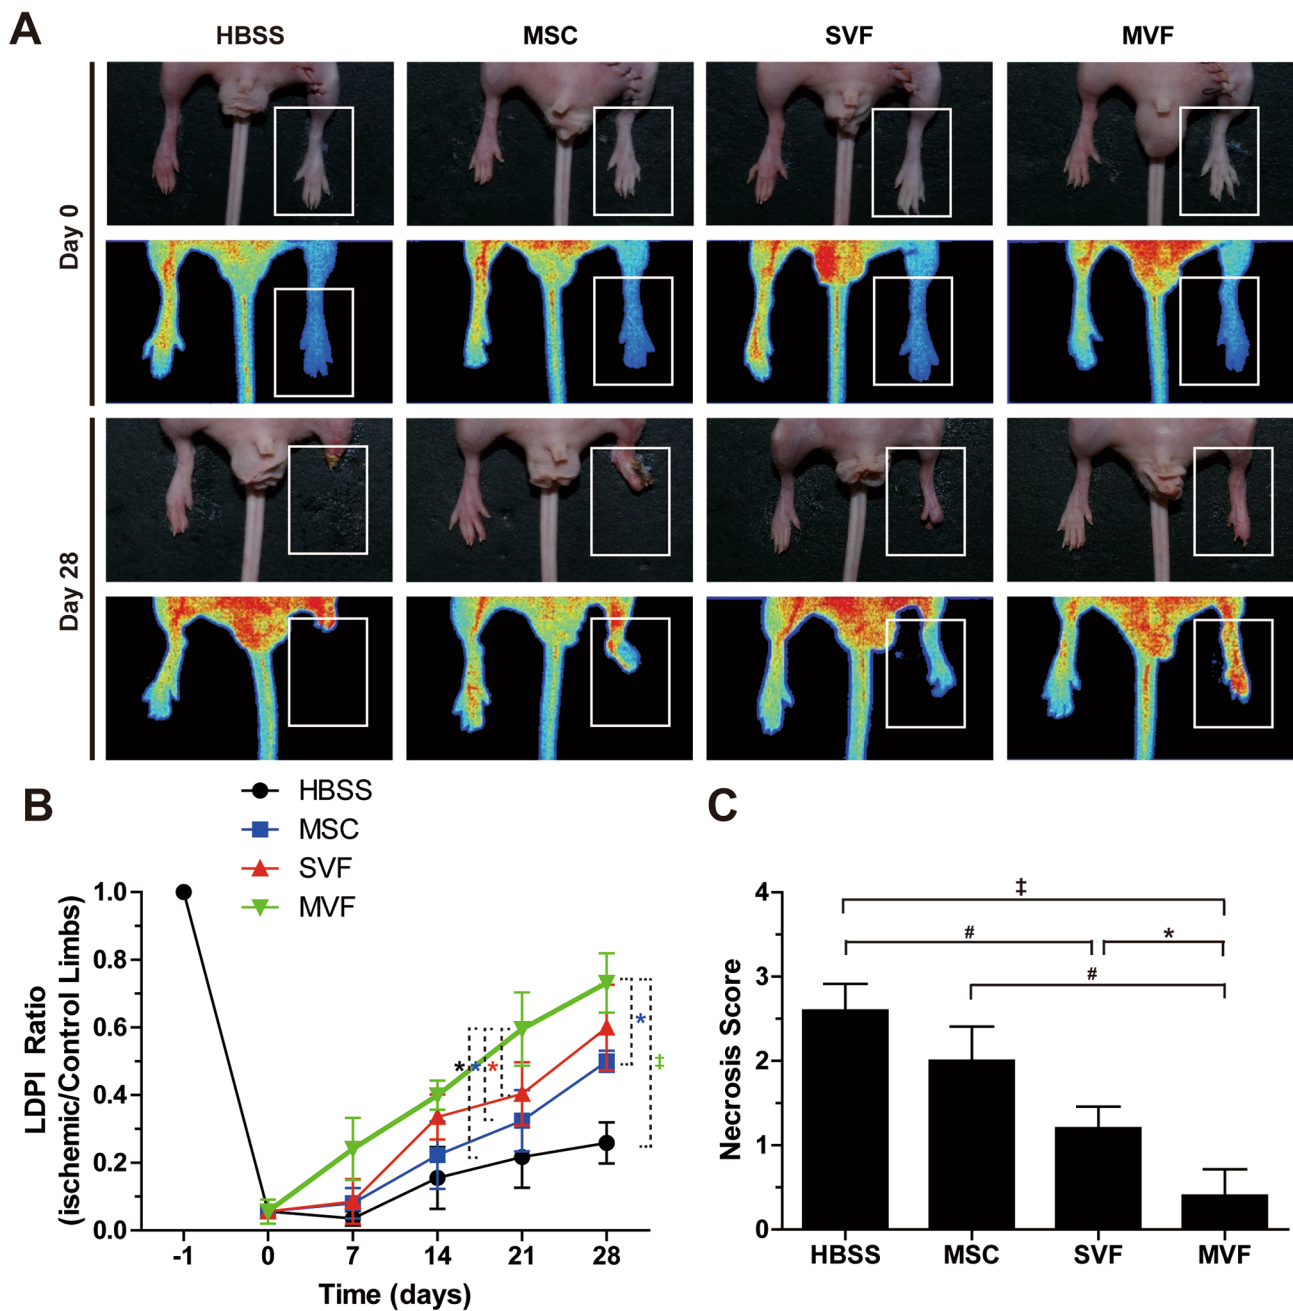 A
HBSS MSC SVF MVF
Day 0
Day 28
B
HBSS
MSC
SVF
MVF
LDPI Ratio
(ischemic/Control Limbs)
1.0
0.8
0.6
0.4
0.2
0.0
* * *
*
‡
-1 0 7 14 21 28
Time (days)
C
Necrosis Score
4
3
2
1
0
‡
# *
#
HBSS MSC SVF MVF